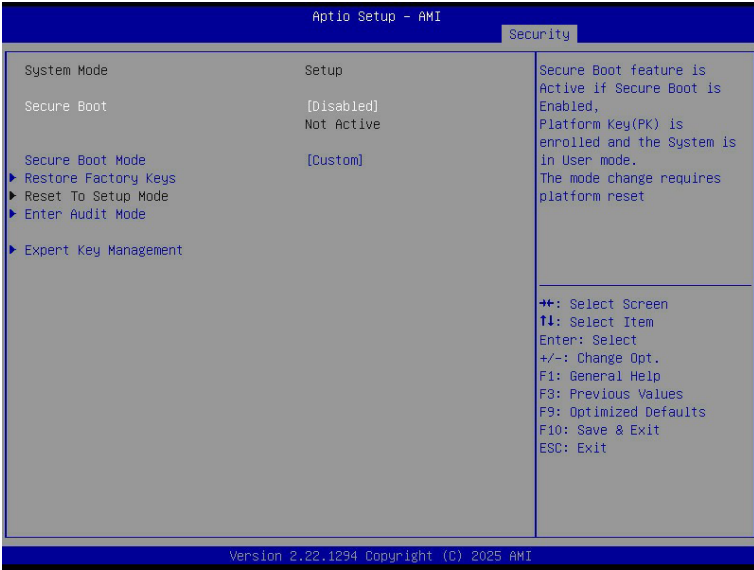 Aptio Setup – AMI
Security
System Mode Setup
Secure Boot [Disabled]
Not Active
Secure Boot Mode [Custom]
▶ Restore Factory Keys
▶ Reset To Setup Mode
▶ Enter Audit Mode
▶ Expert Key Management
Secure Boot feature is
Active if Secure Boot is
Enabled,
Platform Key(PK) is
enrolled and the System is
in User mode.
The mode change requires
platform reset
→←: Select Screen
↑↓: Select Item
Enter: Select
+/-: Change Opt.
F1: General Help
F3: Previous Values
F9: Optimized Defaults
F10: Save & Exit
ESC: Exit
Version 2.22.1294 Copyright (C) 2025 AMI